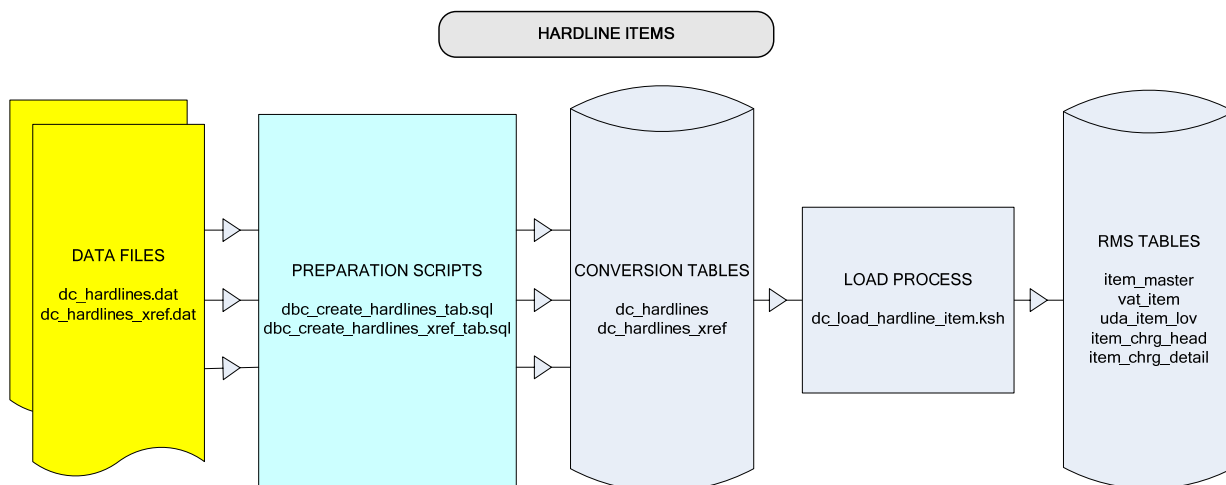 HARDLINE ITEMS
DATA FILES
dc_hardlines.dat
dc_hardlines_xref.dat
PREPARATION SCRIPTS
dbc_create_hardlines_tab.sql
dbc_create_hardlines_xref_tab.sql
CONVERSION TABLES
dc_hardlines
dc_hardlines_xref
LOAD PROCESS
dc_load_hardline_item.ksh
RMS TABLES
item_master
vat_item
uda_item_lov
item_chrg_head
item_chrg_detail